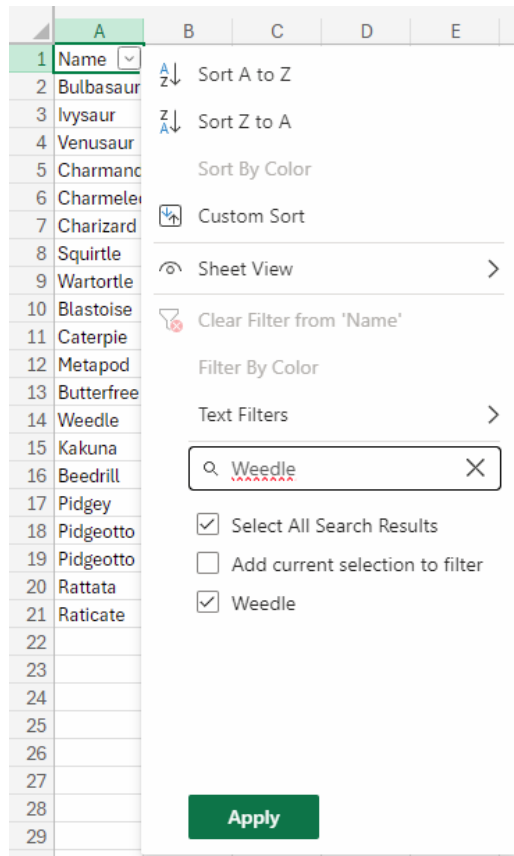 A B C D E
1 Name
2 Bulbasaur
3 Ivysaur
4 Venusaur
5 Charmand
6 Charmele
7 Charizard
8 Squirtle
9 Wartortle
10 Blastoise
11 Caterpie
12 Metapod
13 Butterfree
14 Weedle
15 Kakuna
16 Beedrill
17 Pidgey
18 Pidgeotto
19 Pidgeotto
20 Rattata
21 Raticate
22
23
24
25
26
27
28
29
Sort A to Z
Sort Z to A
Sort By Color
Custom Sort
Sheet View
Clear Filter from 'Name'
Filter By Color
Text Filters
Weedle
Select All Search Results
Add current selection to filter
Weedle
Apply